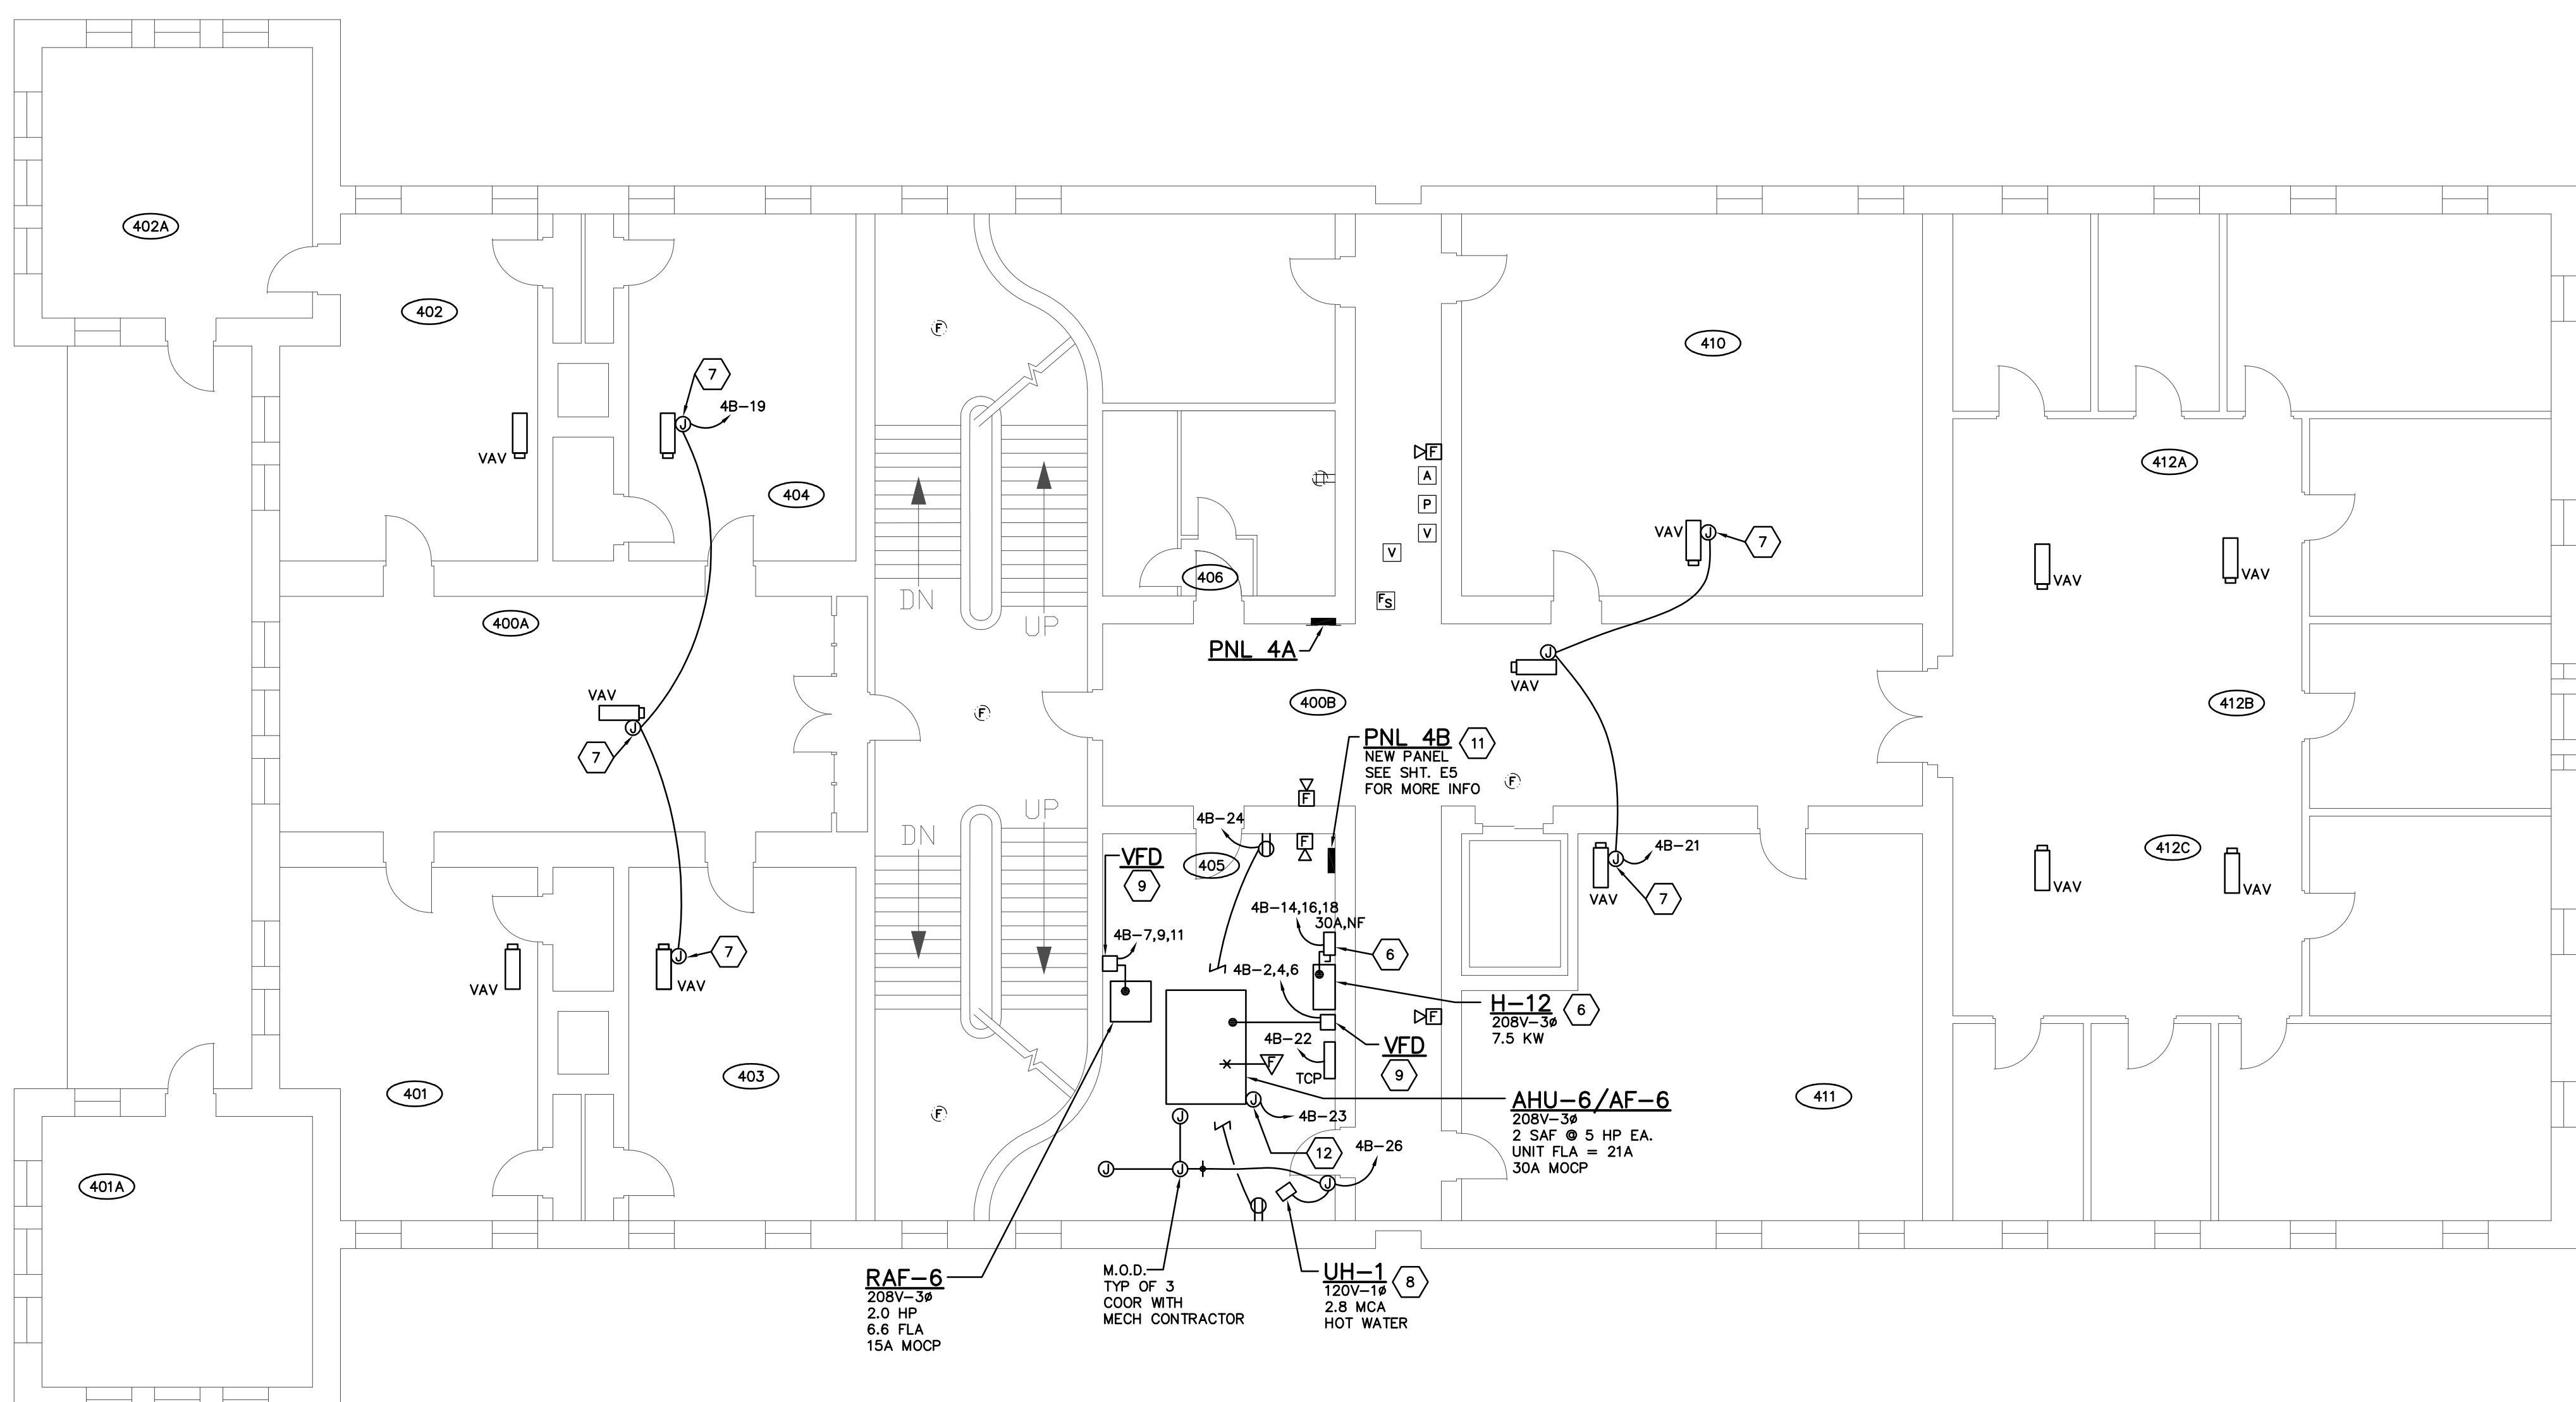 402A
402
7
4B-19
VAV
404
F
F
A
P
V
V
FS
410
VAV
7
412A
VAV
VAV
406
DN
UP
400A
PNL 4A
VAV
400B
412B
VAV
7
F
PNL 4B
11
NEW PANEL
SEE SHT. E5
FOR MORE INFO
F
F
DN
UP
4B-24
F
405
VFD
9
4B-21
VAV
7
412C
VAV
VAV
4B-14,16,18
30A,NF
6
4B-7,9,11
4B-2,4,6
7
VAV
VAV
H-12
6
208V-3ø
7.5 KW
F
4B-22
TCP
F
VFD
9
401
403
F
AHU-6/AF-6
208V-3ø
2 SAF @ 5 HP EA.
UNIT FLA = 21A
30A MOCP
411
4B-23
12
4B-26
401A
J
J
J
J
J
J
J
J
J
J
J
J
RAF-6
208V-3ø
2.0 HP
6.6 FLA
15A MOCP
M.O.D.
TYP OF 3
COOR WITH
MECH CONTRACTOR
UH-1
8
120V-1ø
2.8 MCA
HOT WATER